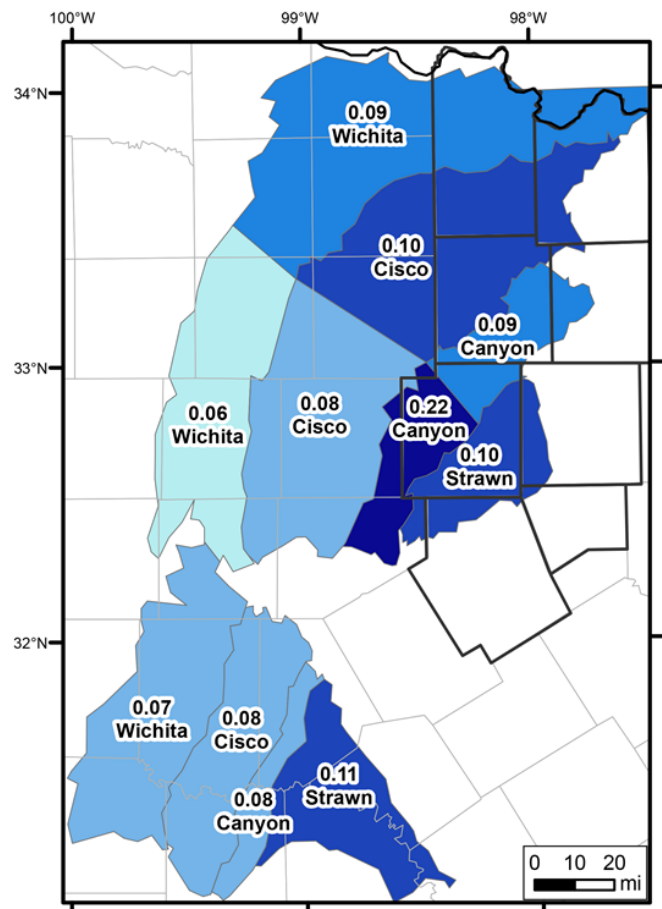 100°W 99°W 98°W
34°N
0.09
Wichita
0.10
Cisco
0.09
Canyon
33°N
0.06
Wichita
0.08
Cisco
0.22
Canyon
0.10
Strawn
32°N
0.07
Wichita
0.08
Cisco
0.08
Canyon
0.11
Strawn
0 10 20
mi